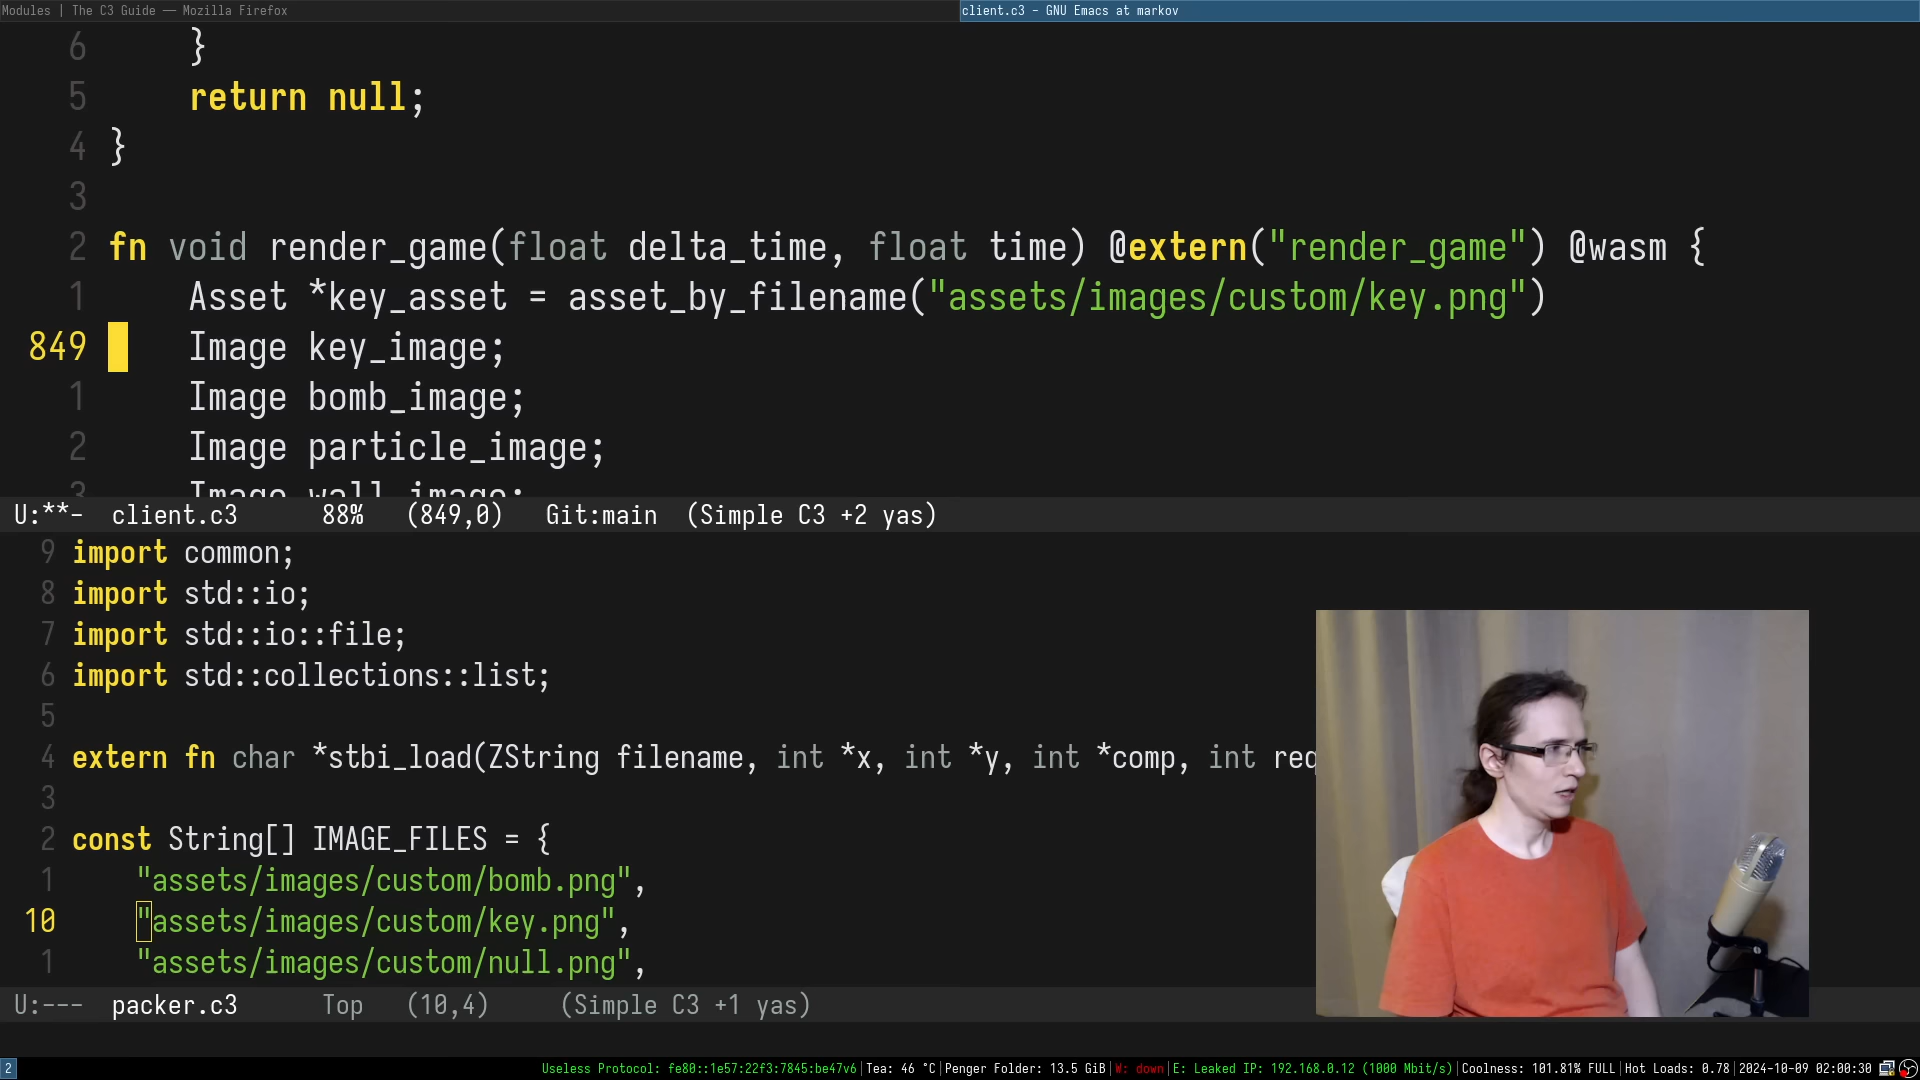 Modules | The C3 Guide — Mozilla Firefox
client.c3 - GNU Emacs at markov
6 }
5 return null;
4 }
3
2 fn void render_game(float delta_time, float time) @extern("render_game") @wasm {
1 Asset *key_asset = asset_by_filename("assets/images/custom/key.png")
849 Image key_image;
1 Image bomb_image;
2 Image particle_image;
3 Image wall_image;
U:**- client.c3 88% (849,0) Git:main (Simple C3 +2 yas)
9 import common;
8 import std::io;
7 import std::io::file;
6 import std::collections::list;
5
4 extern fn char *stbi_load(ZString filename, int *x, int *y, int *comp, int req
3
2 const String[] IMAGE_FILES = {
1 "assets/images/custom/bomb.png",
10 "assets/images/custom/key.png",
1 "assets/images/custom/null.png",
U:--- packer.c3 Top (10,4) (Simple C3 +1 yas)
2
Useless Protocol: fe80::1e57:22f3:7845:be47v6|Tea: 46 °C|Penger Folder: 13.5 GiB|W: down|E: Leaked IP: 192.168.0.12 (1000 Mbit/s)|Coolness: 101.81% FULL|Hot Loads: 0.78|2024-10-09 02:00:30